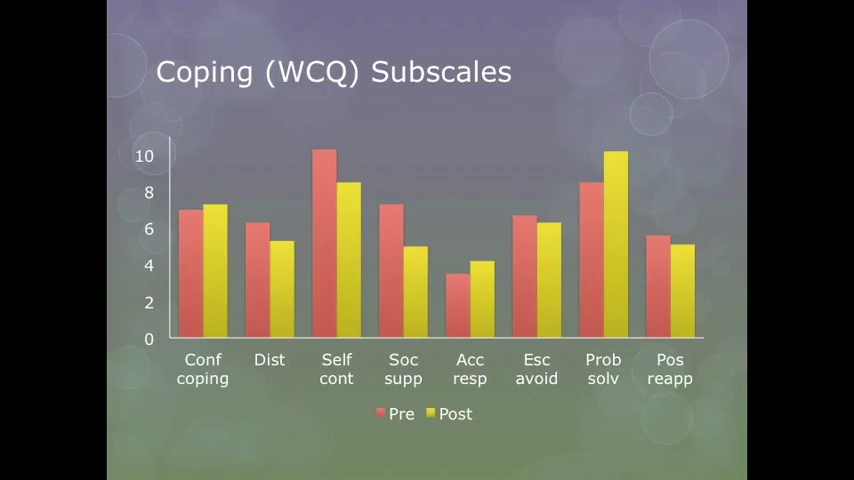 Coping (WCQ) Subscales
10
8
6
4
2
0
Conf coping
Dist
Self cont
Soc supp
Acc resp
Esc avoid
Prob solv
Pos reapp
Pre
Post